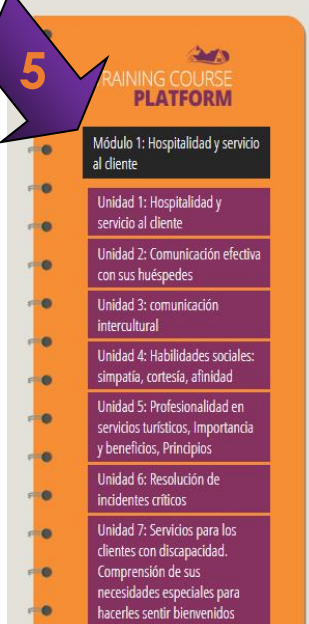 5
TRAINING COURSE
PLATFORM
Módulo 1: Hospitalidad y servicio
al cliente
Unidad 1: Hospitalidad y
servicio al cliente
Unidad 2: Comunicación efectiva
con sus huéspedes
Unidad 3: comunicación
intercultural
Unidad 4: Habilidades sociales:
simpatía, cortesía, afinidad
Unidad 5: Profesionalidad en
servicios turísticos, Importancia
y beneficios, Principios
Unidad 6: Resolución de
incidentes críticos
Unidad 7: Servicios para los
clientes con discapacidad.
Comprensión de sus
necesidades especiales para
hacerles sentir bienvenidos